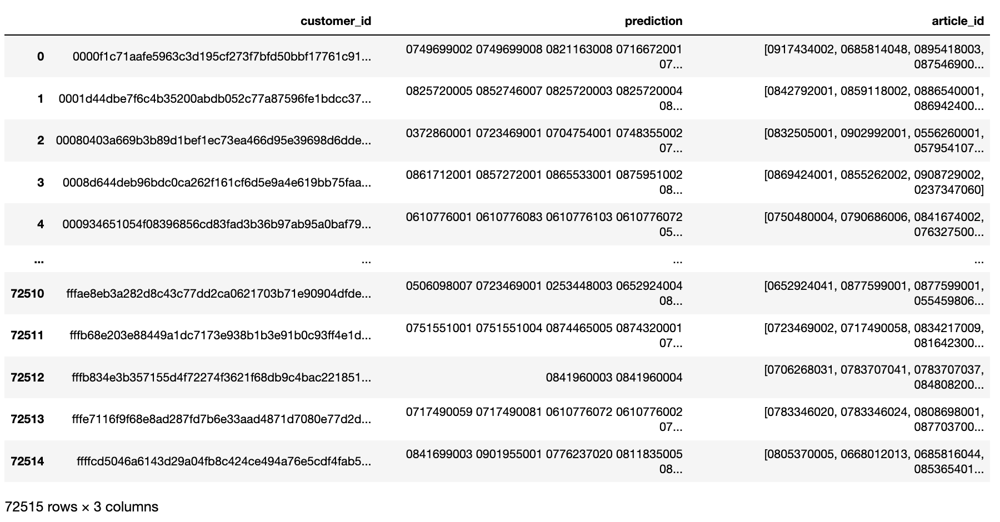 customer_id prediction article_id
0 0000f1c71aafe5963c3d195cf273f7bfd50bbf17761c91... 0749699002 0749699008 0821163008 0716672001 07... [0917434002, 0685814048, 0895418003, 087546900...
1 0001d44dbe7f6c4b35200abdb052c77a87596fe1bdcc37... 0825720005 0852746007 0825720003 0825720004 08... [0842792001, 0859118002, 0886540001, 086942400...
2 00080403a669b3b89d1bef1ec73ea466d95e39698d6dde... 0372860001 0723469001 0704754001 0748355002 07... [0832505001, 0902992001, 0556260001, 057954107...
3 0008d644deb96bdc0ca262f161cf6d5e9a4e619bb75faa... 0861712001 0857272001 0865533001 0875951002 08... [0869424001, 0855262002, 0908729002, 0237347060]
4 000934651054f08396856cd83fad3b36b97ab95a0baf79... 0610776001 0610776083 0610776103 0610776072 05... [0750480004, 0790686006, 0841674002, 076327500...
... ... ... ...
72510 fffae8eb3a282d8c43c77dd2ca0621703b71e90904dfde... 0506098007 0723469001 0253448003 0652924004 08... [0652924041, 0877599001, 0877599001, 055459806...
72511 fffb68e203e88449a1dc7173e938b1b3e91b0c93ff4e1d... 0751551001 0751551004 0874465005 0874320001 07... [0723469002, 0717490058, 0834217009, 081642300...
72512 fffb834e3b357155d4f72274f3621f68db9c4bac221851... 0841960003 0841960004 [0706268031, 0783707041, 0783707037, 084808200...
72513 fffe7116f9f68e8ad287fd7b6e33aad4871d7080e77d2d... 0717490059 0717490081 0610776072 0610776002 07... [0783346020, 0783346024, 0808698001, 087703700...
72514 ffffcd5046a6143d29a04fb8c424ce494a76e5cdf4fab5... 0841699003 0901955001 0776237020 0811835005 08... [0805370005, 0668012013, 0685816044, 085365401...
72515 rows × 3 columns